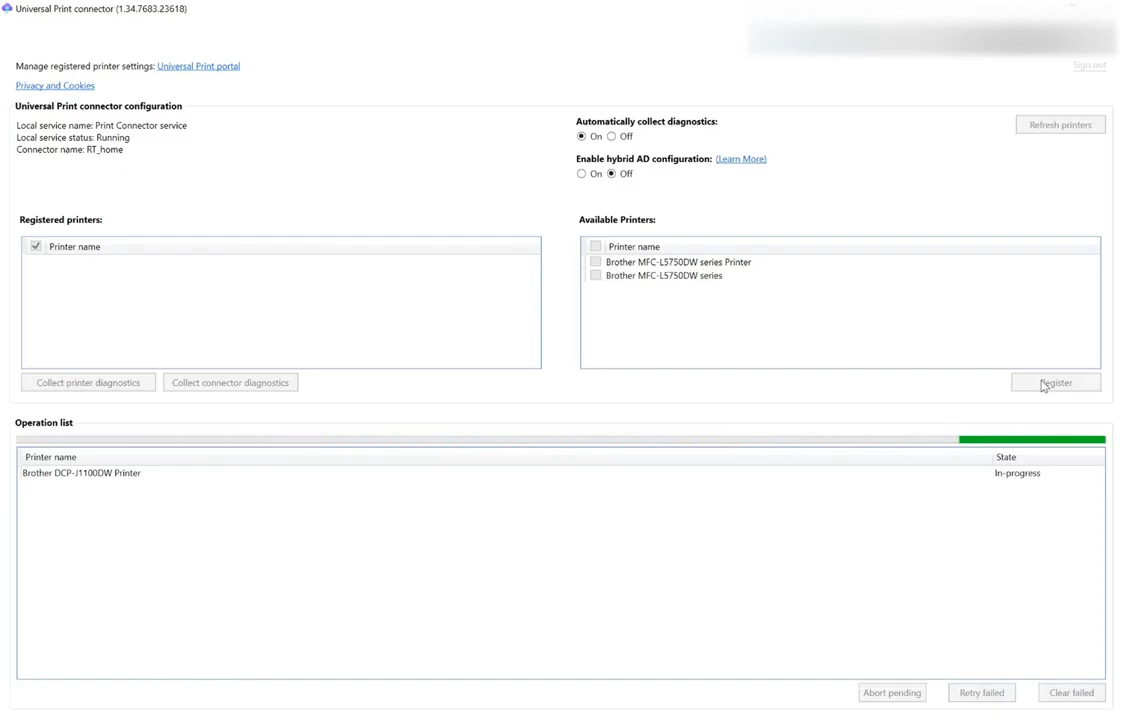 Universal Print connector (1.34.7683.23618)
Manage registered printer settings: Universal Print portal
Sign out
Privacy and Cookies
Universal Print connector configuration
Local service name: Print Connector service
Local service status: Running
Connector name: RT_home
Automatically collect diagnostics:
On Off
Refresh printers
Enable hybrid AD configuration: (Learn More)
On Off
Registered printers:
Printer name
Available Printers:
Printer name
Brother MFC-L5750DW series Printer
Brother MFC-L5750DW series
Collect printer diagnostics
Collect connector diagnostics
Register
Operation list
Printer name State
Brother DCP-J1100DW Printer In-progress
Abort pending
Retry failed
Clear failed